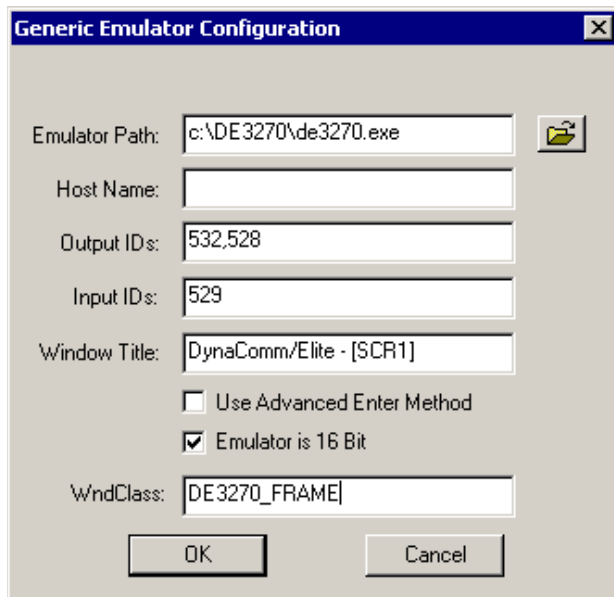 Generic Emulator Configuration
Emulator Path: c:\DE3270\de3270.exe
Host Name:
Output IDs: 532,528
Input IDs: 529
Window Title: DynaComm/Elite - [SCR1]
Use Advanced Enter Method
Emulator is 16 Bit
WndClass: DE3270_FRAME
OK Cancel